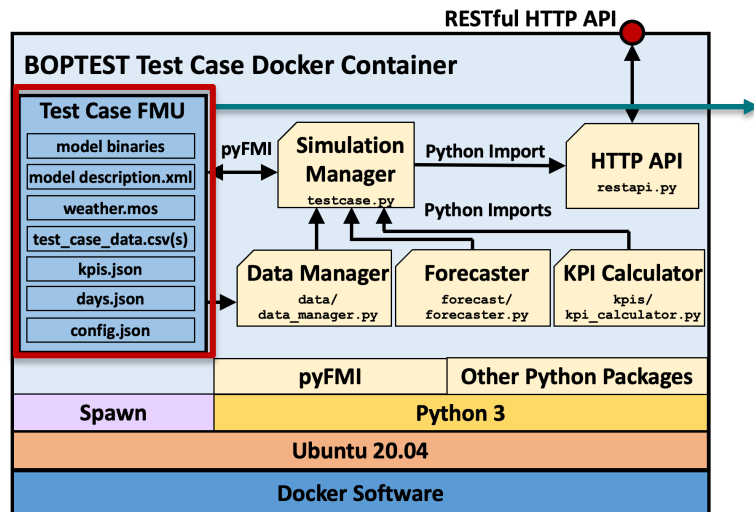 RESTful HTTP API
BOPTEST Test Case Docker Container
Test Case FMU
model binaries
model description.xml
weather.mos
test_case_data.csv(s)
kpis.json
days.json
config.json
pyFMI
Simulation
Manager
testcase.py
Python Import
HTTP API
restapi.py
Python Imports
Data Manager
data/
data_manager.py
Forecaster
forecast/
forecaster.py
KPI Calculator
kpis/
kpi_calculator.py
pyFMI
Other Python Packages
Spawn
Python 3
Ubuntu 20.04
Docker Software